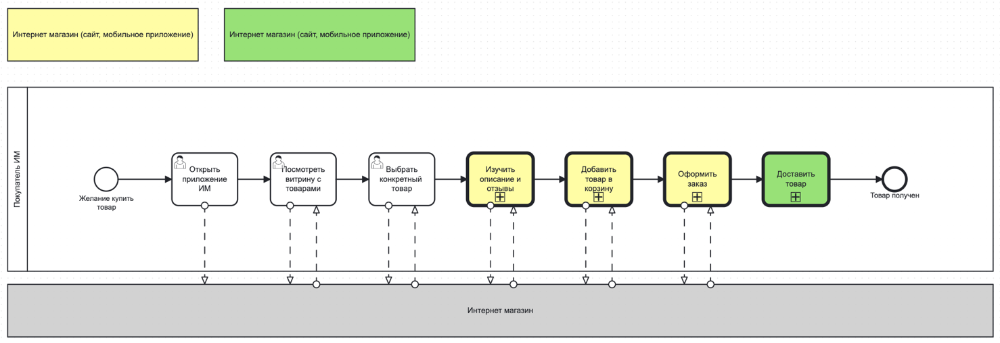 Интернет магазин (сайт, мобильное приложение)
Интернет магазин (сайт, мобильное приложение)
Покупатель ИМ
Желание купить
товар
Открыть
приложение
ИМ
Посмотреть
витрину с
товарами
Выбрать
конкретный
товар
Изучить
описание и
отзывы
Добавить
товар в
корзину
Оформить
заказ
Доставить
товар
Товар получен
Интернет магазин